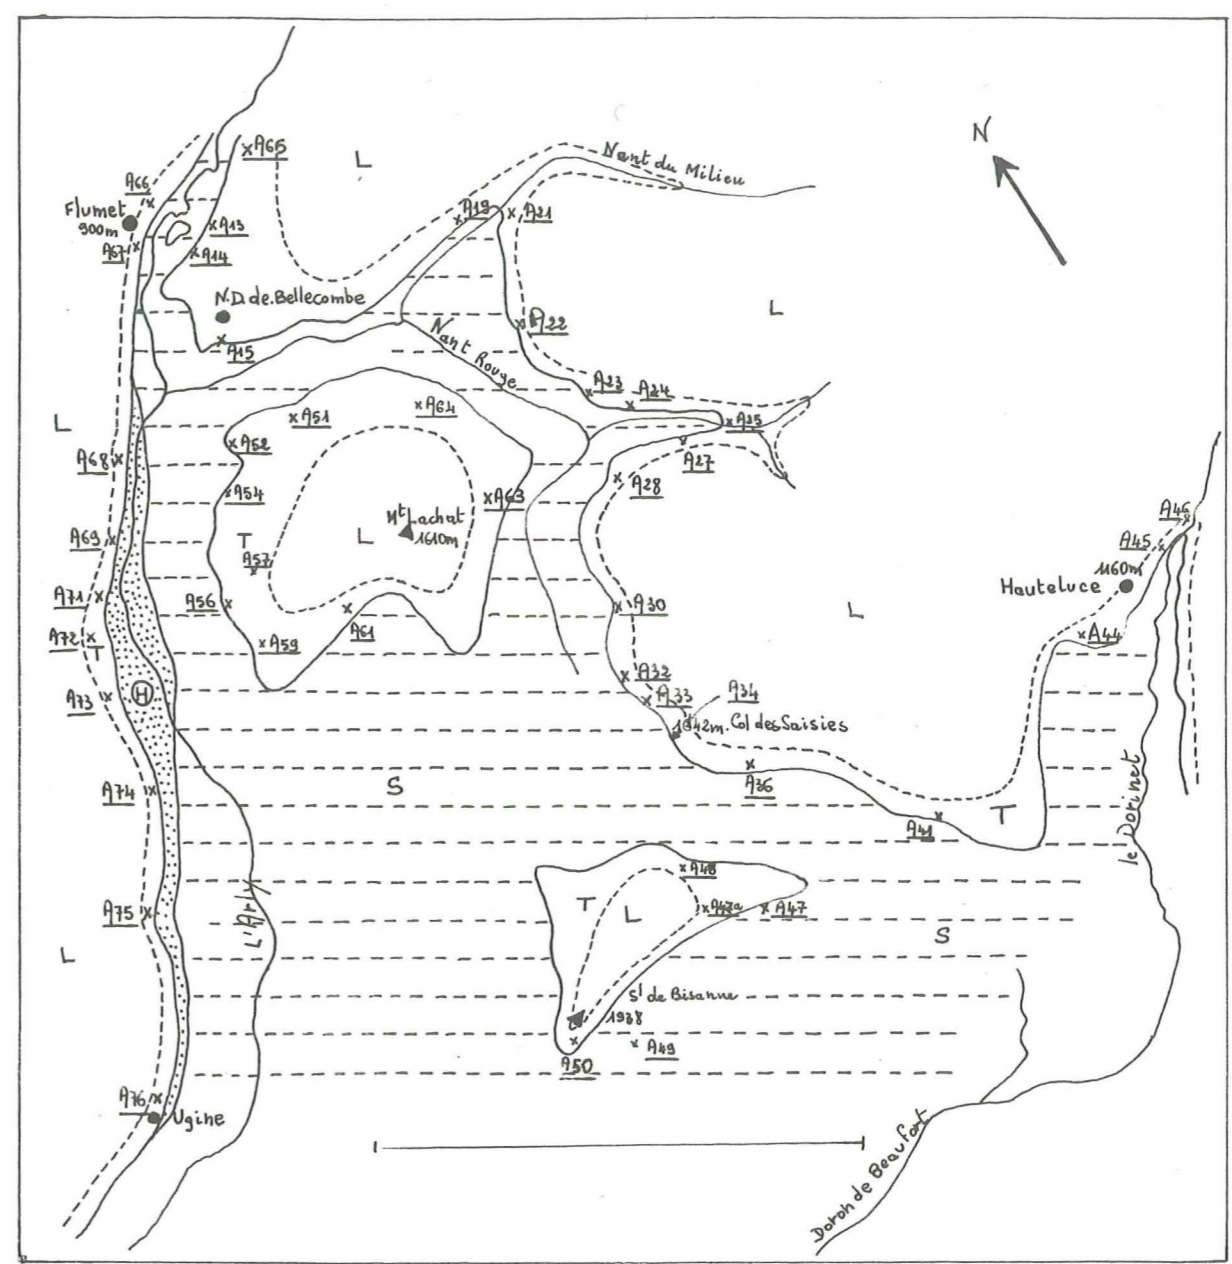 N
A65
L
Nant du Milieu
A66
Flumet
900m
A19
A21
A13
A67
A14
N.D. de Bellecombe
L
A22
A15
Nant Rouge
A23
A24
A64
A51
A25
L
A52
A27
A68
A28
A54
A63
A46
Mt Lachat
1610m
T
L
A69
A45
A57
1160m
Hauteluce
A71
A56
A30
L
A61
A44
A72
T
A59
A32
H
A33
A34
A73
Col des Saisies
S
A36
A74
T
A41
le Dorinet
A48
T
L
A75
A47a
A47
L'Arly
S
L
St de Bisanne
1938
A49
A50
A76
Ugine
Doron de Beaufort